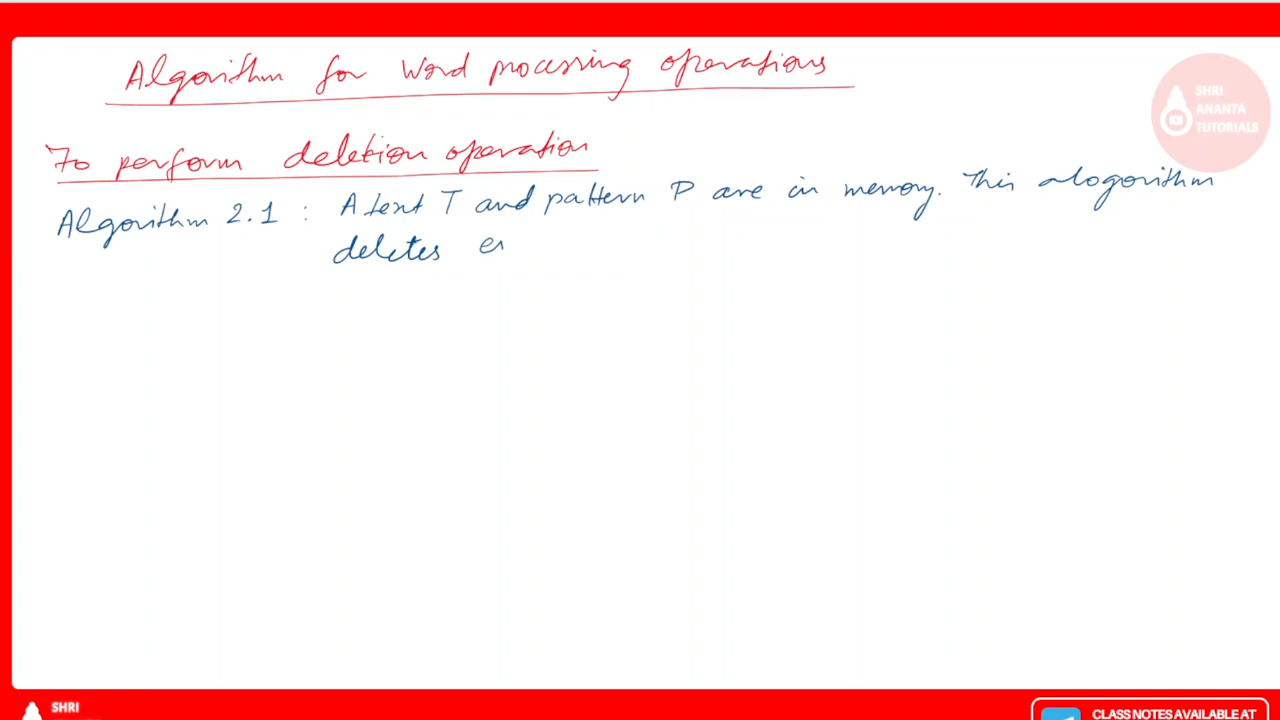 Algorithm for Word processing operations
SHRI
ANANTA
TUTORIALS
To perform deletion operation
Algorithm 2.1 : A text T and pattern P are in memory. This alogorithm
deletes er
SHRI
CLASS NOTES AVAILABLE AT